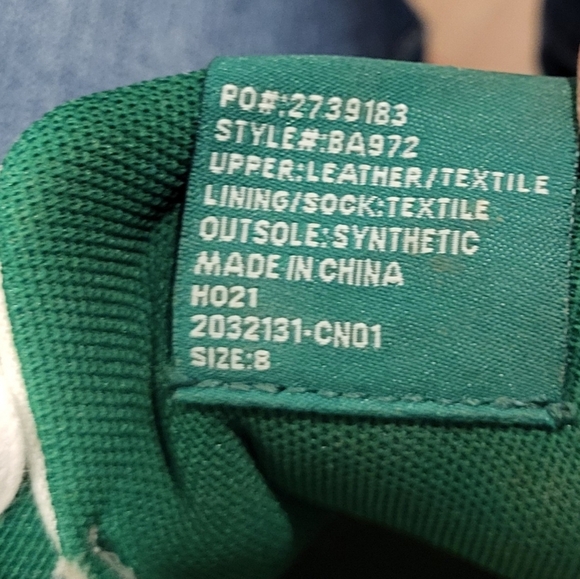 PO#:2739183
STYLE#:BA972
UPPER:LEATHER/TEXTILE
LINING/SOCK:TEXTILE
OUTSOLE:SYNTHETIC
MADE IN CHINA
H021
2032131-CN01
SIZE:8